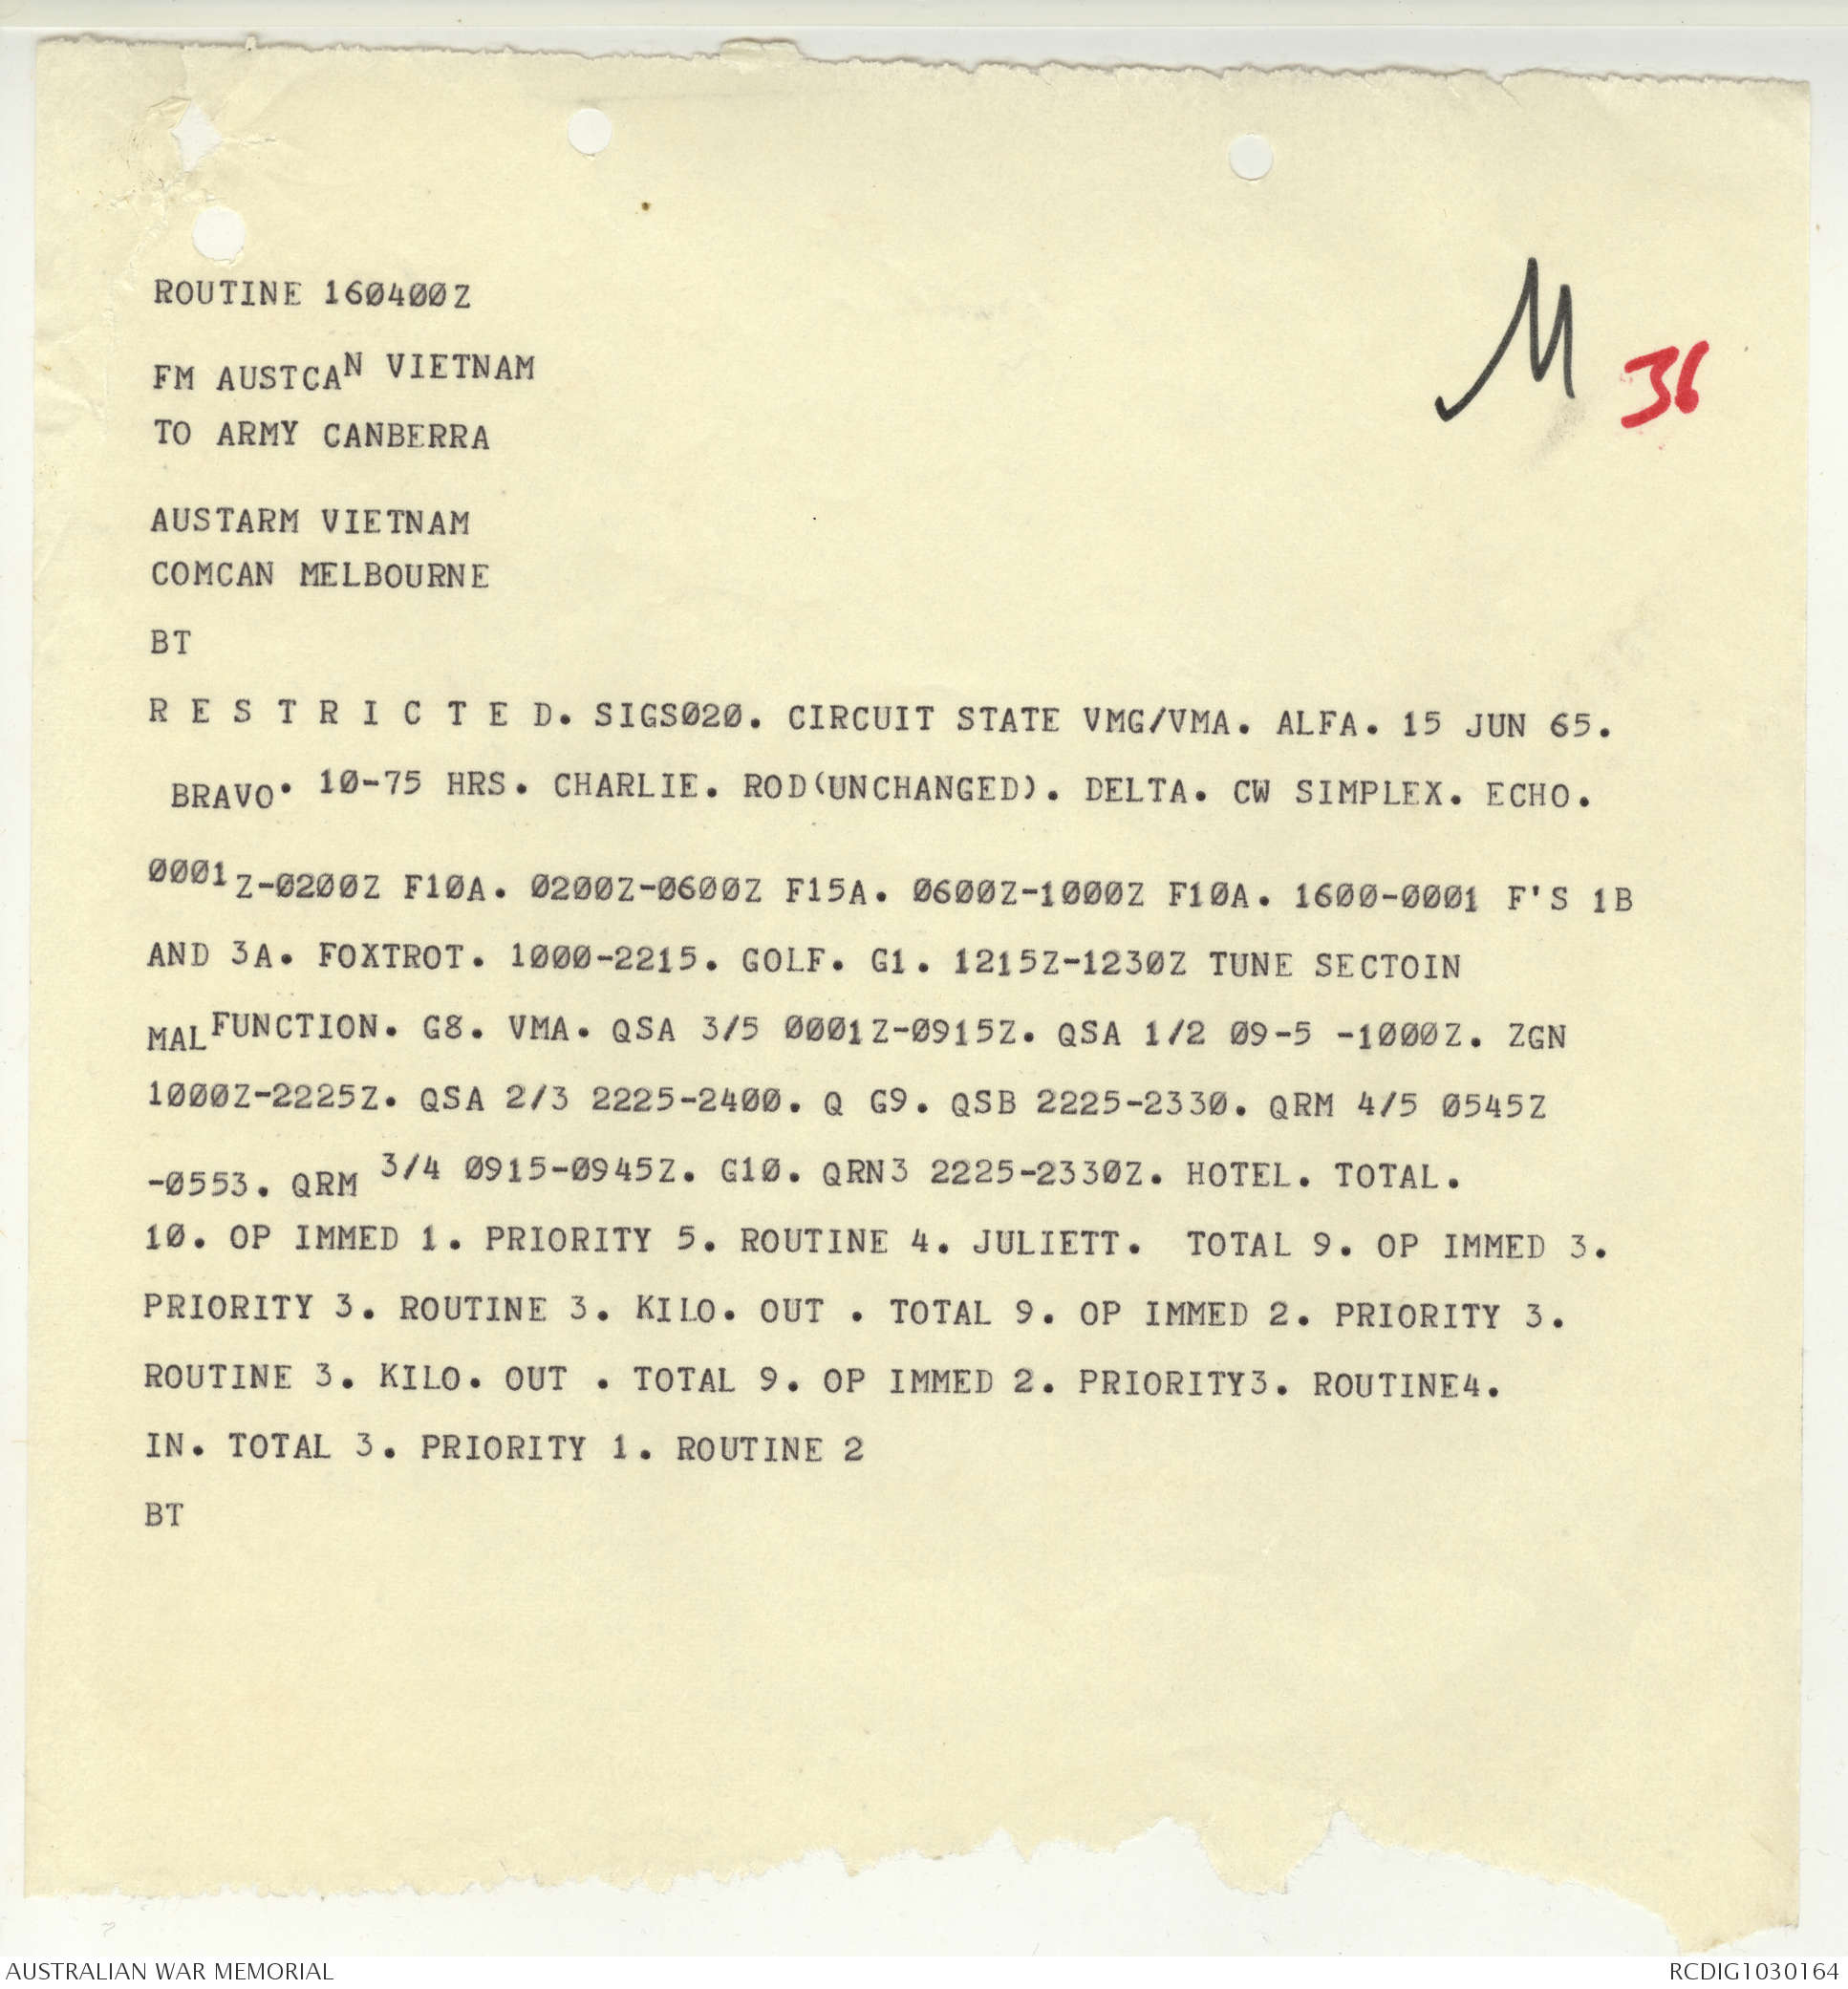 ROUTINE 160400Z
M 36
FM AUSTCAN VIETNAM
TO ARMY CANBERRA
AUSTARM VIETNAM
COMCAN MELBOURNE
BT
R E S T R I C T E D. SIGS020. CIRCUIT STATE VMG/VMA. ALFA. 15 JUN 65.
BRAVO. 10-75 HRS. CHARLIE. ROD(UNCHANGED). DELTA. CW SIMPLEX. ECHO.
0001Z-0200Z F10A. 0200Z-0600Z F15A. 0600Z-1000Z F10A. 1600-0001 F'S 1B
AND 3A. FOXTROT. 1000-2215. GOLF. G1. 1215Z-1230Z TUNE SECTOIN
MALFUNCTION. G8. VMA. QSA 3/5 0001Z-0915Z. QSA 1/2 09-5 -1000Z. ZGN
1000Z-2225Z. QSA 2/3 2225-2400. Q G9. QSB 2225-2330. QRM 4/5 0545Z
-0553. QRM 3/4 0915-0945Z. G10. QRN3 2225-2330Z. HOTEL. TOTAL.
10. OP IMMED 1. PRIORITY 5. ROUTINE 4. JULIETT.  TOTAL 9. OP IMMED 3.
PRIORITY 3. ROUTINE 3. KILO. OUT . TOTAL 9. OP IMMED 2. PRIORITY 3.
ROUTINE 3. KILO. OUT . TOTAL 9. OP IMMED 2. PRIORITY3. ROUTINE4.
IN. TOTAL 3. PRIORITY 1. ROUTINE 2
BT
AUSTRALIAN WAR MEMORIAL
RCDIG1030164